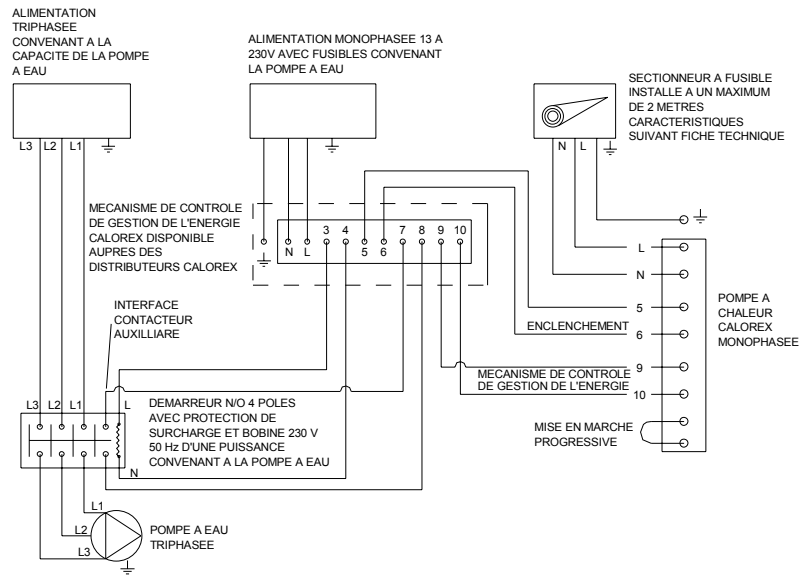 ALIMENTATION
TRIPHASEE
CONVENANT A LA
CAPACITE DE LA POMPE
A EAU
ALIMENTATION MONOPHASEE 13 A
230V AVEC FUSIBLES CONVENANT
LA POMPE A EAU
SECTIONNEUR A FUSIBLE
INSTALLE A UN MAXIMUM
DE 2 METRES
CARACTERISTIQUES
SUIVANT FICHE TECHNIQUE
L3 L2 L1
N L
MECANISME DE CONTROLE
DE GESTION DE L'ENERGIE
CALOREX DISPONIBLE
AUPRES DES
DISTRIBUTEURS CALOREX
N L 3 4 5 6 7 8 9 10
L
N
5
ENCLENCHEMENT 6
9
MECANISME DE CONTROLE
DE GESTION DE L'ENERGIE
10
MISE EN MARCHE
PROGRESSIVE
POMPE A
CHALEUR
CALOREX
MONOPHASEE
INTERFACE
CONTACTEUR
AUXILLIARE
L3 L2 L1 L
N
DEMARREUR N/O 4 POLES
AVEC PROTECTION DE
SURCHARGE ET BOBINE 230 V
50 Hz D'UNE PUISSANCE
CONVENANT A LA POMPE A EAU
L1
L2
L3
POMPE A EAU
TRIPHASEE